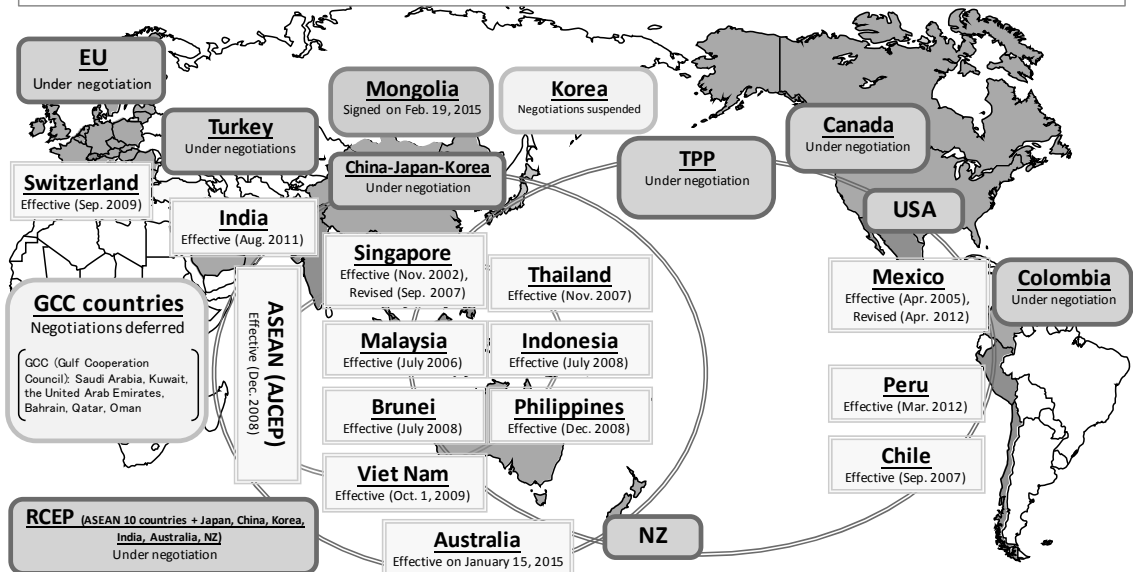 EU
Under negotiation
Mongolia
Signed on Feb. 19, 2015
Korea
Negotiations suspended
Turkey
Under negotiations
Canada
Under negotiation
TPP
Under negotiation
China-Japan-Korea
Under negotiation
Switzerland
Effective (Sep. 2009)
USA
India
Effective (Aug. 2011)
Singapore
Effective (Nov. 2002),
Revised (Sep. 2007)
Thailand
Effective (Nov. 2007)
Mexico
Effective (Apr. 2005),
Revised (Apr. 2012)
Colombia
Under negotiation
GCC countries
Negotiations deferred
GCC (Gulf Cooperation
Council): Saudi Arabia, Kuwait,
the United Arab Emirates,
Bahrain, Qatar, Oman
ASEAN (AJCEP)
Effective (Dec. 2008)
Malaysia
Effective (July 2006)
Indonesia
Effective (July 2008)
Brunei
Effective (July 2008)
Philippines
Effective (Dec. 2008)
Peru
Effective (Mar. 2012)
Viet Nam
Effective (Oct. 1, 2009)
Chile
Effective (Sep. 2007)
RCEP (ASEAN 10 countries + Japan, China, Korea,
India, Australia, NZ)
Under negotiation
Australia
Effective on January 15, 2015
NZ